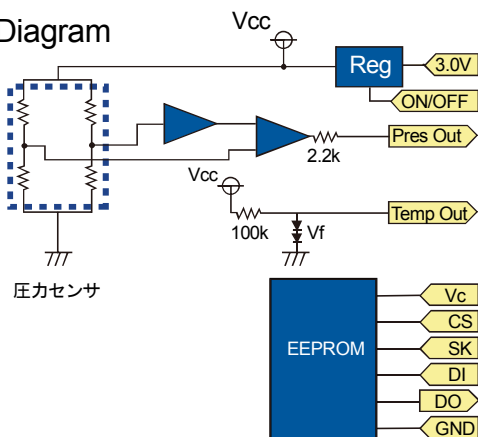 Diagram
Vcc
Reg
3.0V
ON/OFF
Pres Out
2.2k
Vcc
Temp Out
100k
Vf
圧力センサ
EEPROM
Vc
CS
SK
DI
DO
GND